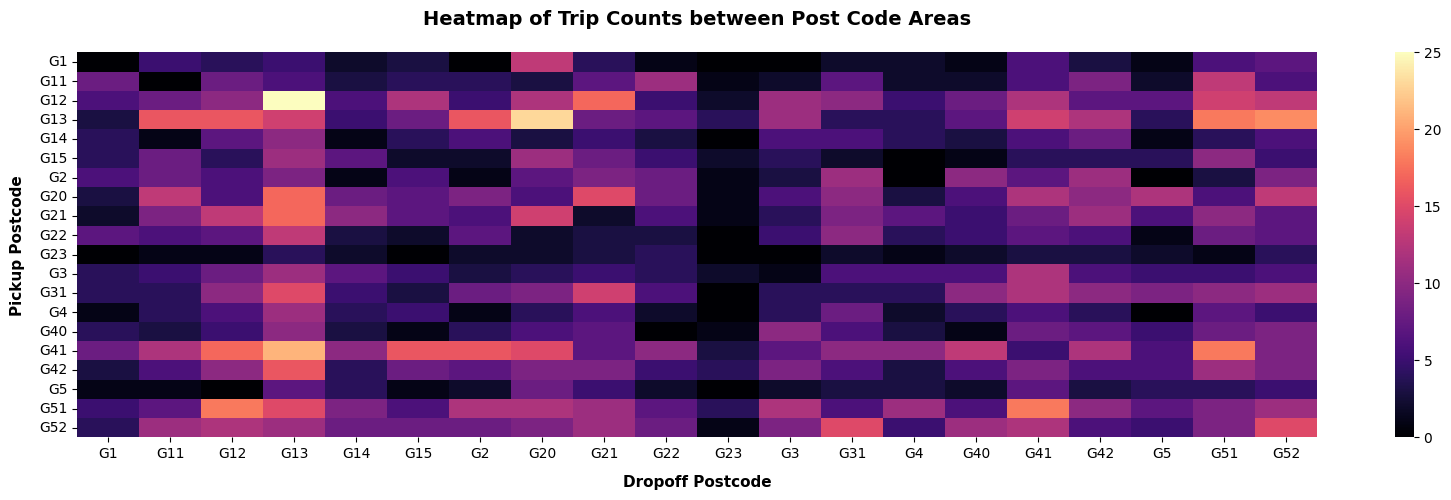 Heatmap of Trip Counts between Post Code Areas
Pickup Postcode
G1
G11
G12
G13
G14
G15
G2
G20
G21
G22
G23
G3
G31
G4
G40
G41
G42
G5
G51
G52
G1 G11 G12 G13 G14 G15 G2 G20 G21 G22 G23 G3 G31 G4 G40 G41 G42 G5 G51 G52
Dropoff Postcode
25
20
15
10
5
0